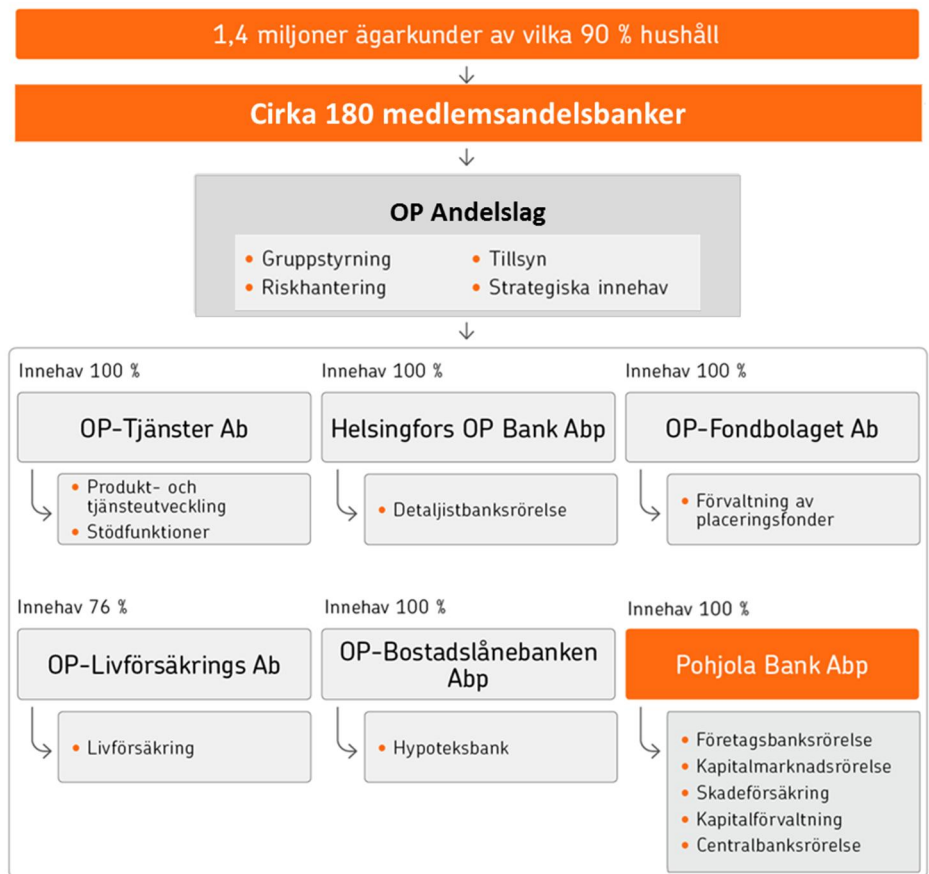 1,4 miljoner ägarkunder av vilka 90 % hushåll
Cirka 180 medlemsandelsbanker
OP Andelslag
• Gruppstyrning
• Riskhantering
• Tillsyn
• Strategiska innehav
Innehav 100 %
OP-Tjänster Ab
• Produkt- och
tjänsteutveckling
• Stödfunktioner
Innehav 100 %
Helsingfors OP Bank Abp
• Detaljistbanksrörelse
Innehav 100 %
OP-Fondbolaget Ab
• Förvaltning av
placeringsfonder
Innehav 76 %
OP-Livförsäkrings Ab
• Livförsäkring
Innehav 100 %
OP-Bostadslånebanken
Abp
• Hypoteksbank
Innehav 100 %
Pohjola Bank Abp
• Företagsbanksrörelse
• Kapitalmarknadsrörelse
• Skadeförsäkring
• Kapitalförvaltning
• Centralbanksrörelse